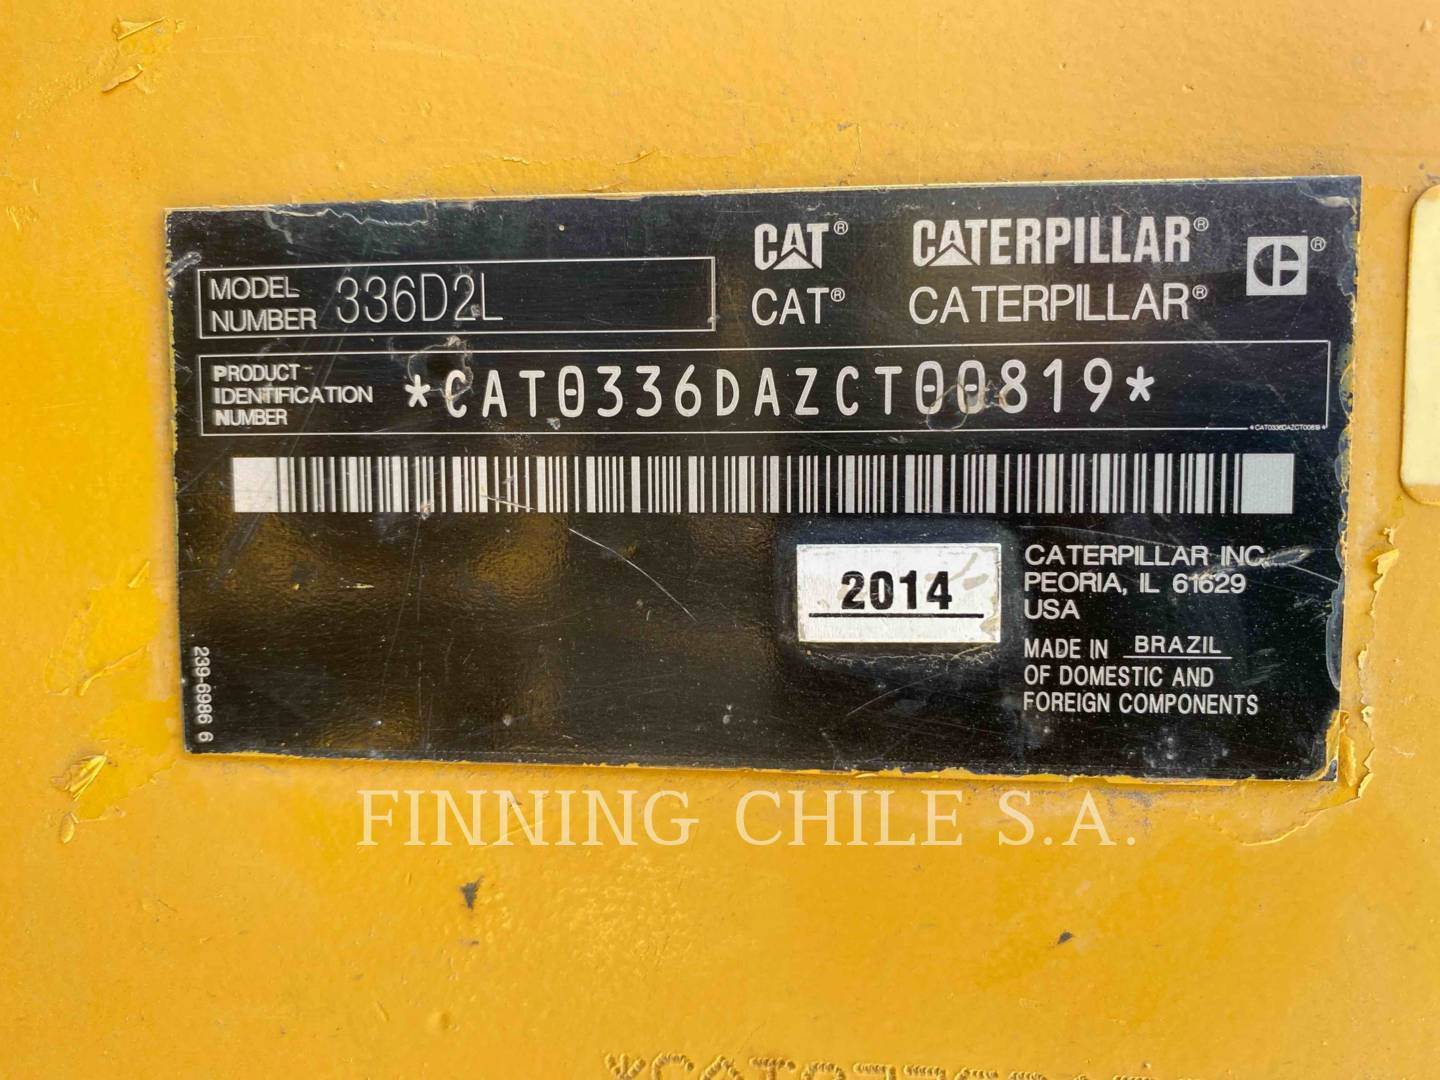 CAT® CATERPILLAR® C®
CAT® CATERPILLAR®
MODEL NUMBER 336D2L
PRODUCT IDENTIFICATION NUMBER *CAT0336DAZCT00819*
*CAT0336DAZCT00819*
2014
CATERPILLAR INC.
PEORIA, IL 61629
USA
MADE IN BRAZIL
OF DOMESTIC AND
FOREIGN COMPONENTS
239-6986 6
FINNING CHILE S.A.